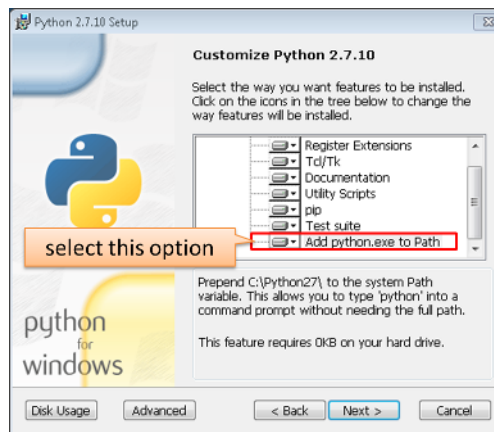 Python 2.7.10 Setup
Customize Python 2.7.10
Select the way you want features to be installed.
Click on the icons in the tree below to change the
way features will be installed.
Register Extensions
Tcl/Tk
Documentation
Utility Scripts
pip
Test suite
Add python.exe to Path
select this option
Prepend C:\Python27\ to the system Path
variable. This allows you to type 'python' into a
command prompt without needing the full path.
This feature requires 0KB on your hard drive.
python
for
windows
Disk Usage
Advanced
< Back
Next >
Cancel